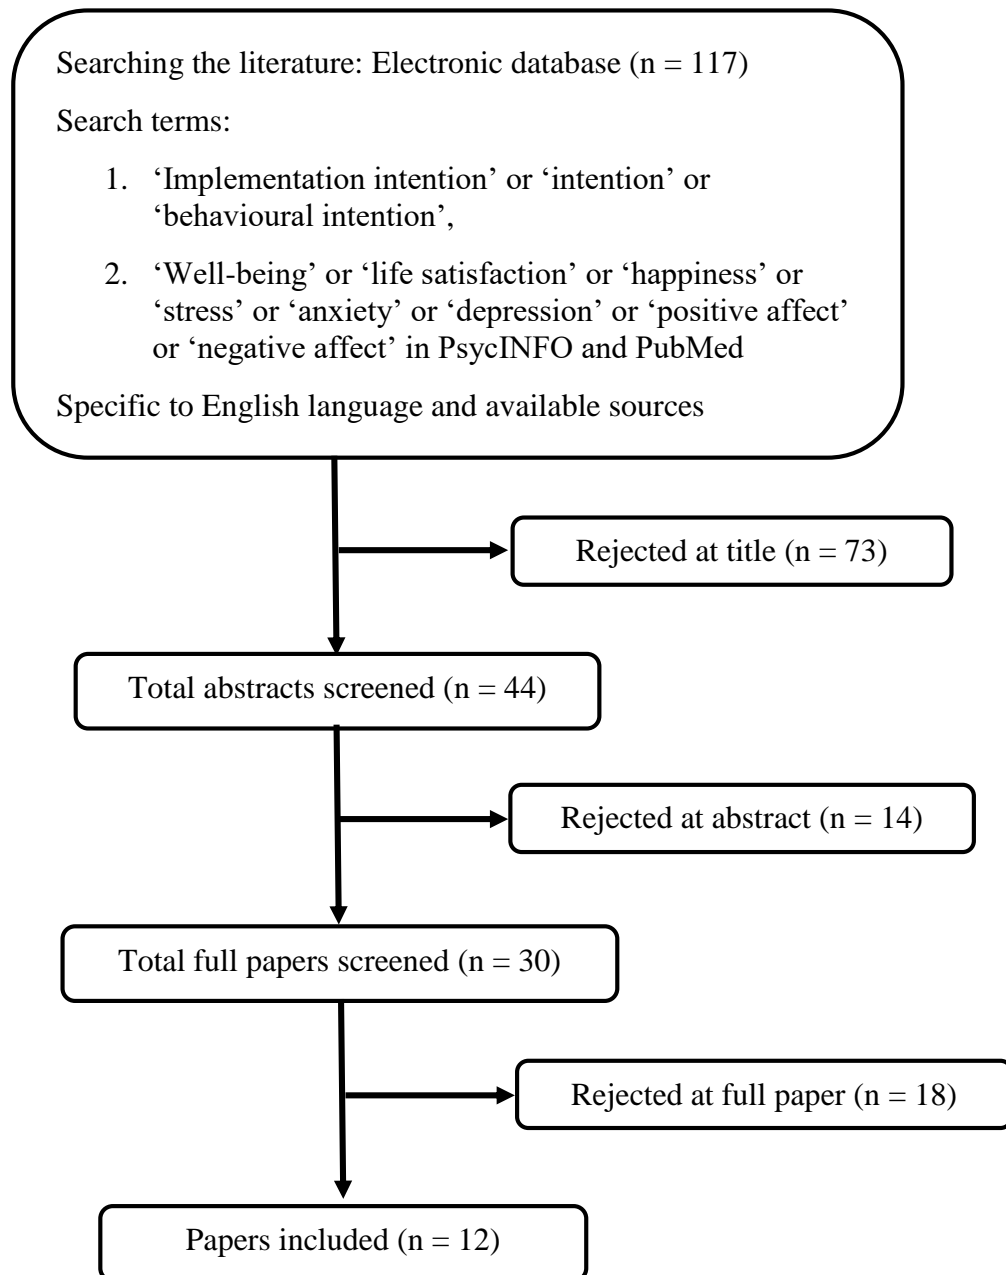 Searching the literature: Electronic database (n = 117)
Search terms:
1. ‘Implementation intention’ or ‘intention’ or
‘behavioural intention’,
2. ‘Well-being’ or ‘life satisfaction’ or ‘happiness’ or
‘stress’ or ‘anxiety’ or ‘depression’ or ‘positive affect’
or ‘negative affect’ in PsycINFO and PubMed
Specific to English language and available sources
Rejected at title (n = 73)
Total abstracts screened (n = 44)
Rejected at abstract (n = 14)
Total full papers screened (n = 30)
Rejected at full paper (n = 18)
Papers included (n = 12)